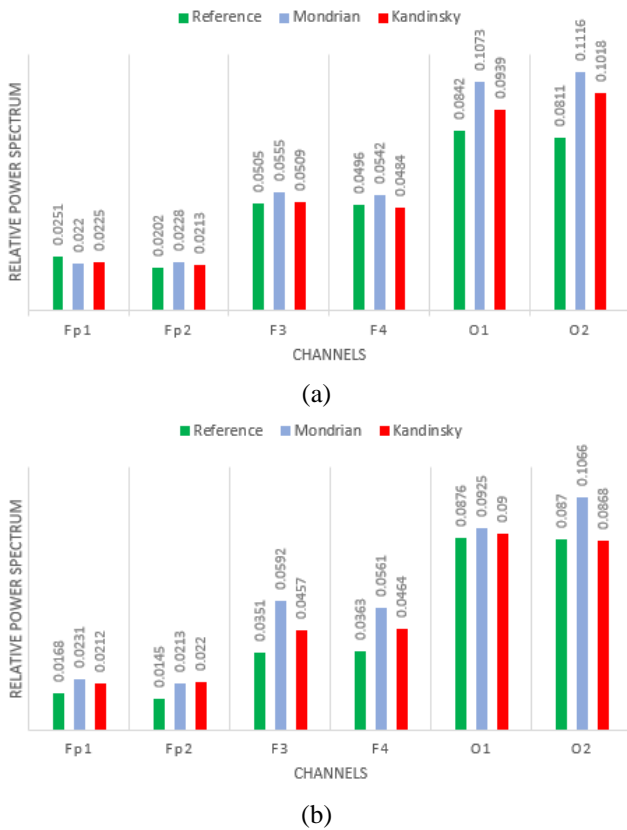 Reference Mondrian Kandinsky
RELATIVE POWER SPECTRUM
0.0251 0.022 0.0225 0.0202 0.0228 0.0213 0.0505 0.0555 0.0509 0.0496 0.0542 0.0484 0.0842 0.1073 0.0939 0.0811 0.1116 0.1018
Fp1 Fp2 F3 F4 O1 O2
CHANNELS
(a)
Reference Mondrian Kandinsky
RELATIVE POWER SPECTRUM
0.0168 0.0231 0.0212 0.0145 0.0213 0.022 0.0351 0.0592 0.0457 0.0363 0.0561 0.0464 0.0876 0.0925 0.09 0.087 0.1066 0.0868
Fp1 Fp2 F3 F4 O1 O2
CHANNELS
(b)